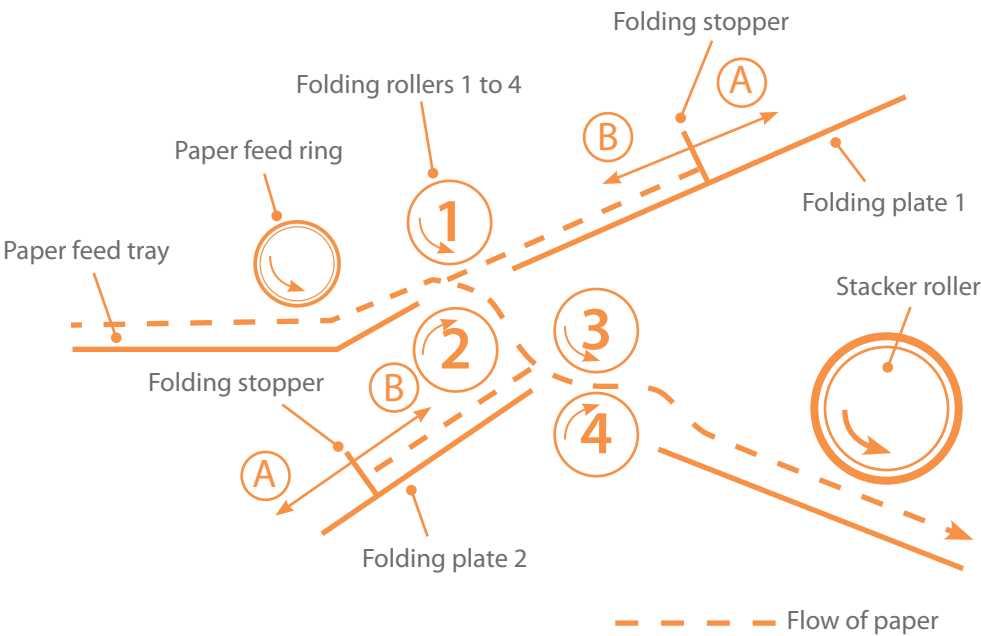 Folding stopper
Folding rollers 1 to 4
A
B
Paper feed ring
1
Folding plate 1
Paper feed tray
Stacker roller
3
2
Folding stopper
B
4
A
Folding plate 2
Flow of paper